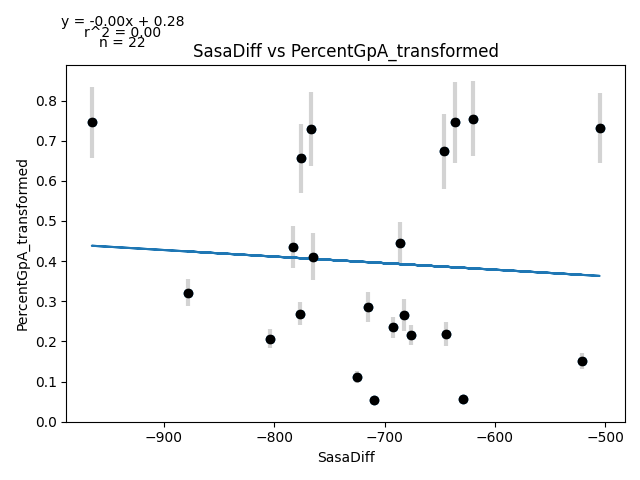 y = -0.00x + 0.28
r^2 = 0.00
n = 22
SasaDiff vs PercentGpA_transformed
PercentGpA_transformed
0.8
0.7
0.6
0.5
0.4
0.3
0.2
0.1
0.0
−900
−800
−700
−600
−500
SasaDiff